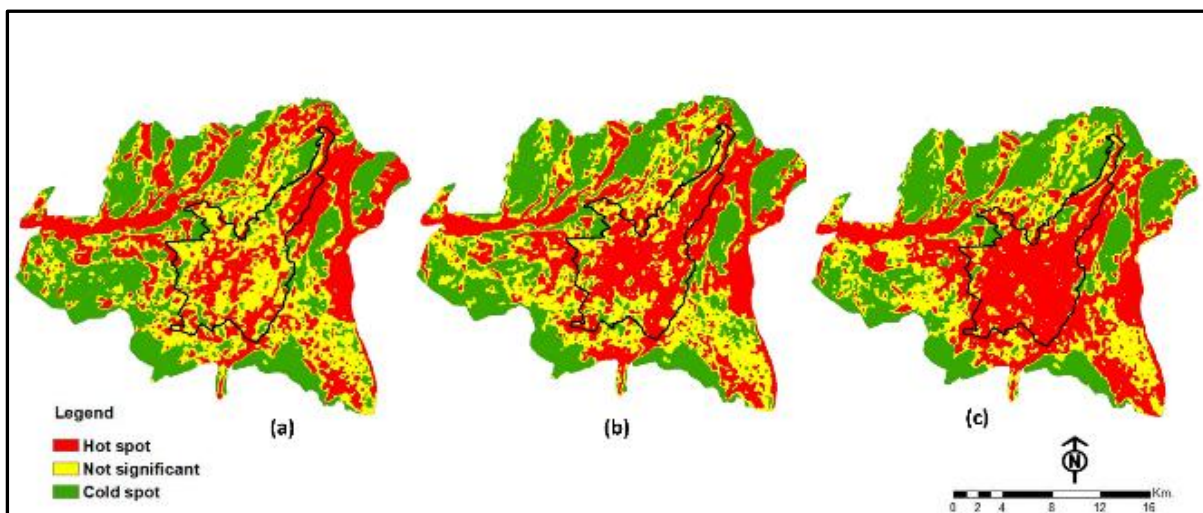 (a)
(b)
(c)
Legend
Hot spot
Not significant
Cold spot
N
Km.
0 2 4 8 12 16